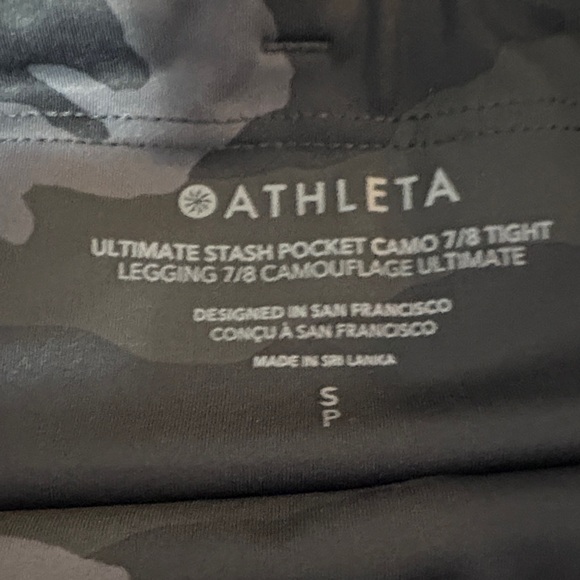 ATHLETA
ULTIMATE STASH POCKET CAMO 7/8 TIGHT
LEGGING 7/8 CAMOUFLAGE ULTIMATE
DESIGNED IN SAN FRANCISCO
CONÇU À SAN FRANCISCO
MADE IN SRI LANKA
S
P